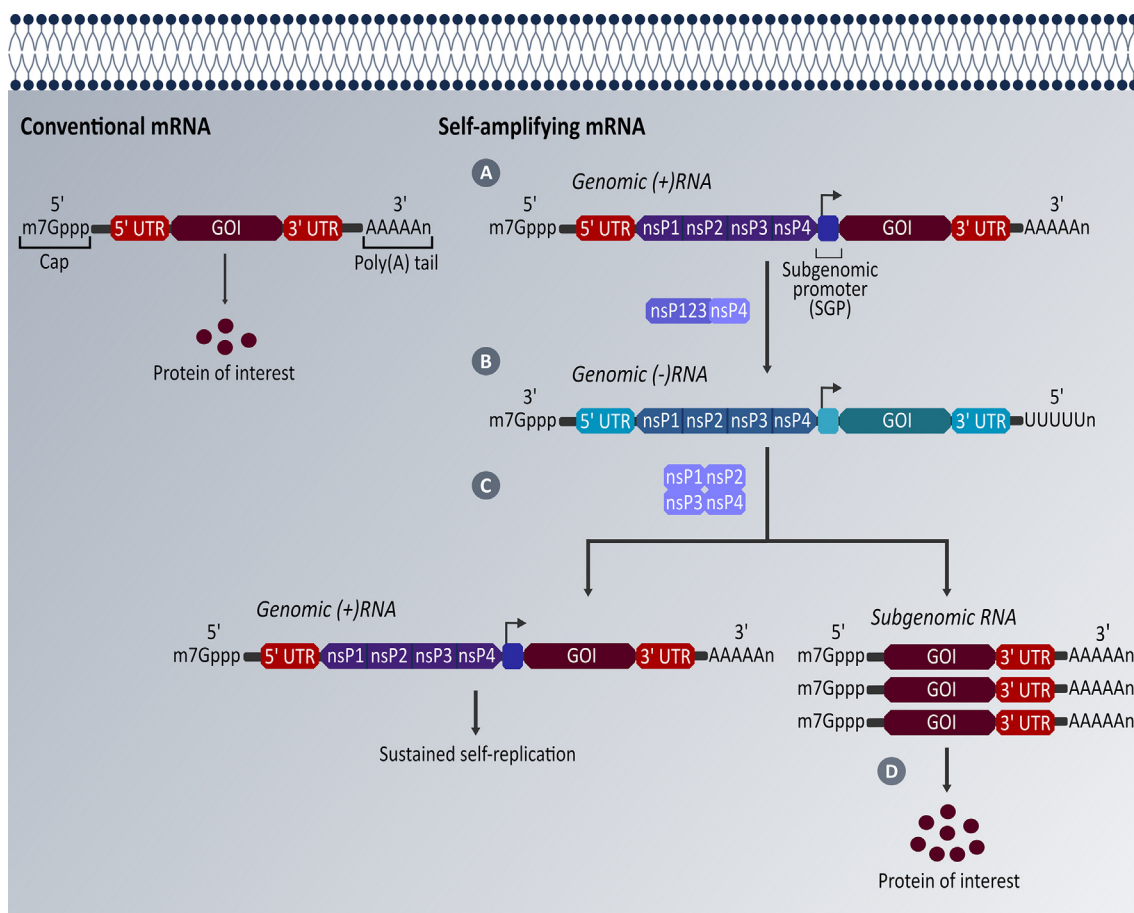 Conventional mRNA
5'
3'
m7Gppp 5' UTR GOI 3' UTR AAAAAn
Cap
Poly(A) tail
Protein of interest
Self-amplifying mRNA
A
Genomic (+)RNA
5'
3'
m7Gppp 5' UTR nsP1 nsP2 nsP3 nsP4 GOI 3' UTR AAAAAn
Subgenomic
promoter
(SGP)
nsP123 nsP4
B
Genomic (-)RNA
3'
5'
m7Gppp 5' UTR nsP1 nsP2 nsP3 nsP4 GOI 3' UTR UUUUUn
C
nsP1 nsP2
nsP3 nsP4
Genomic (+)RNA
5'
3'
m7Gppp 5' UTR nsP1 nsP2 nsP3 nsP4 GOI 3' UTR AAAAAn
Sustained self-replication
Subgenomic RNA
5'
3'
m7Gppp GOI 3' UTR AAAAAn
m7Gppp GOI 3' UTR AAAAAn
m7Gppp GOI 3' UTR AAAAAn
D
Protein of interest